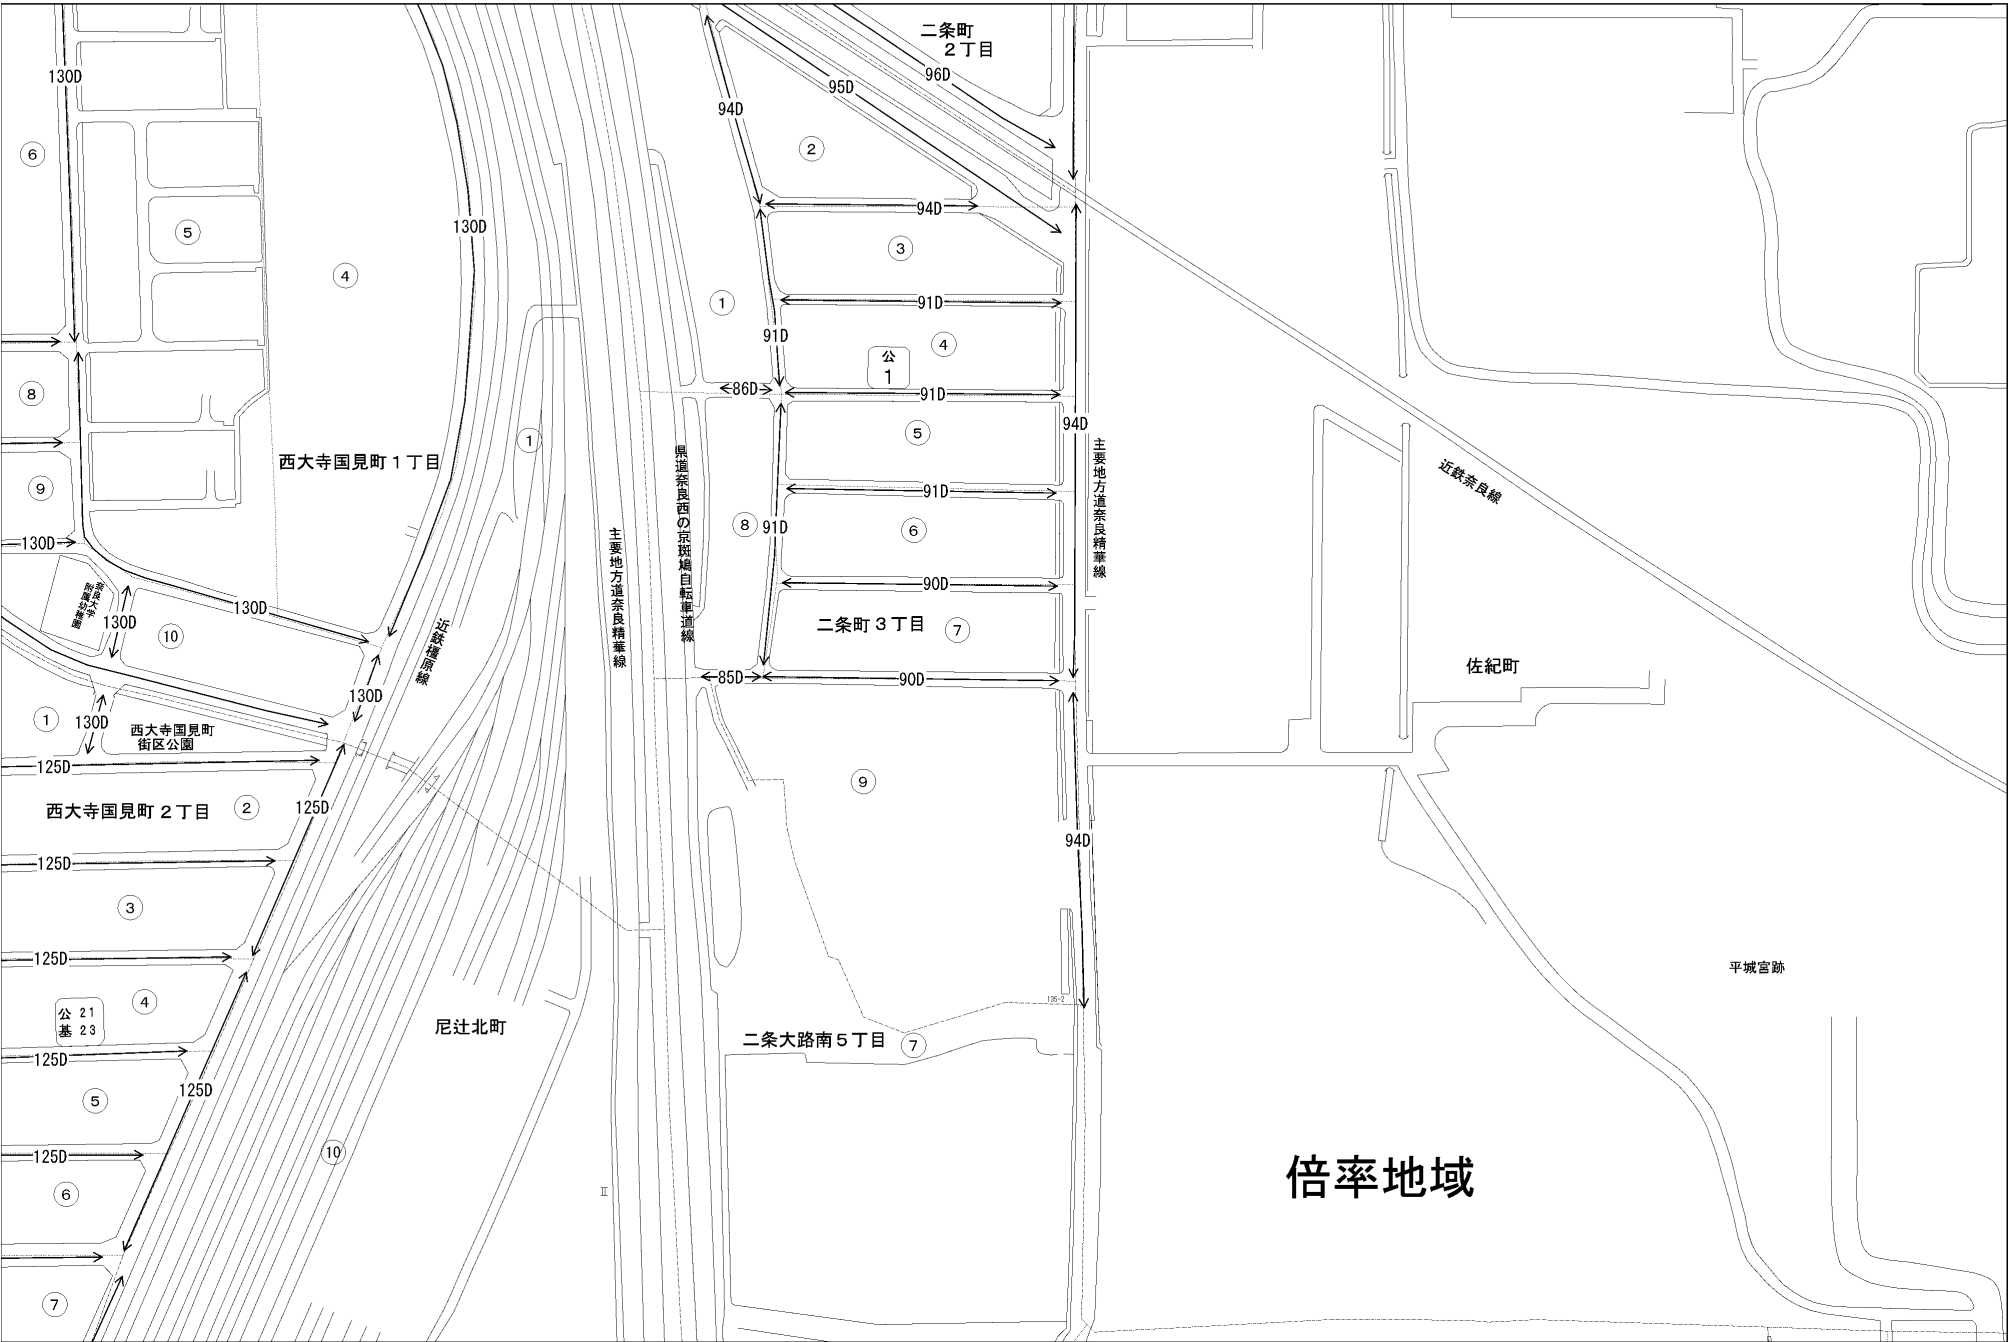 二条町
2丁目
130D
96D
95D
94D
6
2
94D
130D
5
3
4
1
91D
91D
4
公
1
8
86D
91D
94D
5
1
西大寺国見町1丁目
9
91D
8
91D
6
130D
主要地方道奈良精華線
県道奈良西の京斑鳩自転車道線
主要地方道奈良精華線
近鉄奈良線
90D
奈良大学
附属幼稚園
130D
130D
10
二条町3丁目
7
近鉄橿原線
佐紀町
85D
90D
130D
1
130D
西大寺国見町
街区公園
125D
9
125D
西大寺国見町2丁目
2
94D
125D
3
125D
平城宮跡
4
135-2
公 21
基 23
尼辻北町
二条大路南5丁目
7
125D
125D
5
125D
10
6
倍率地域
7